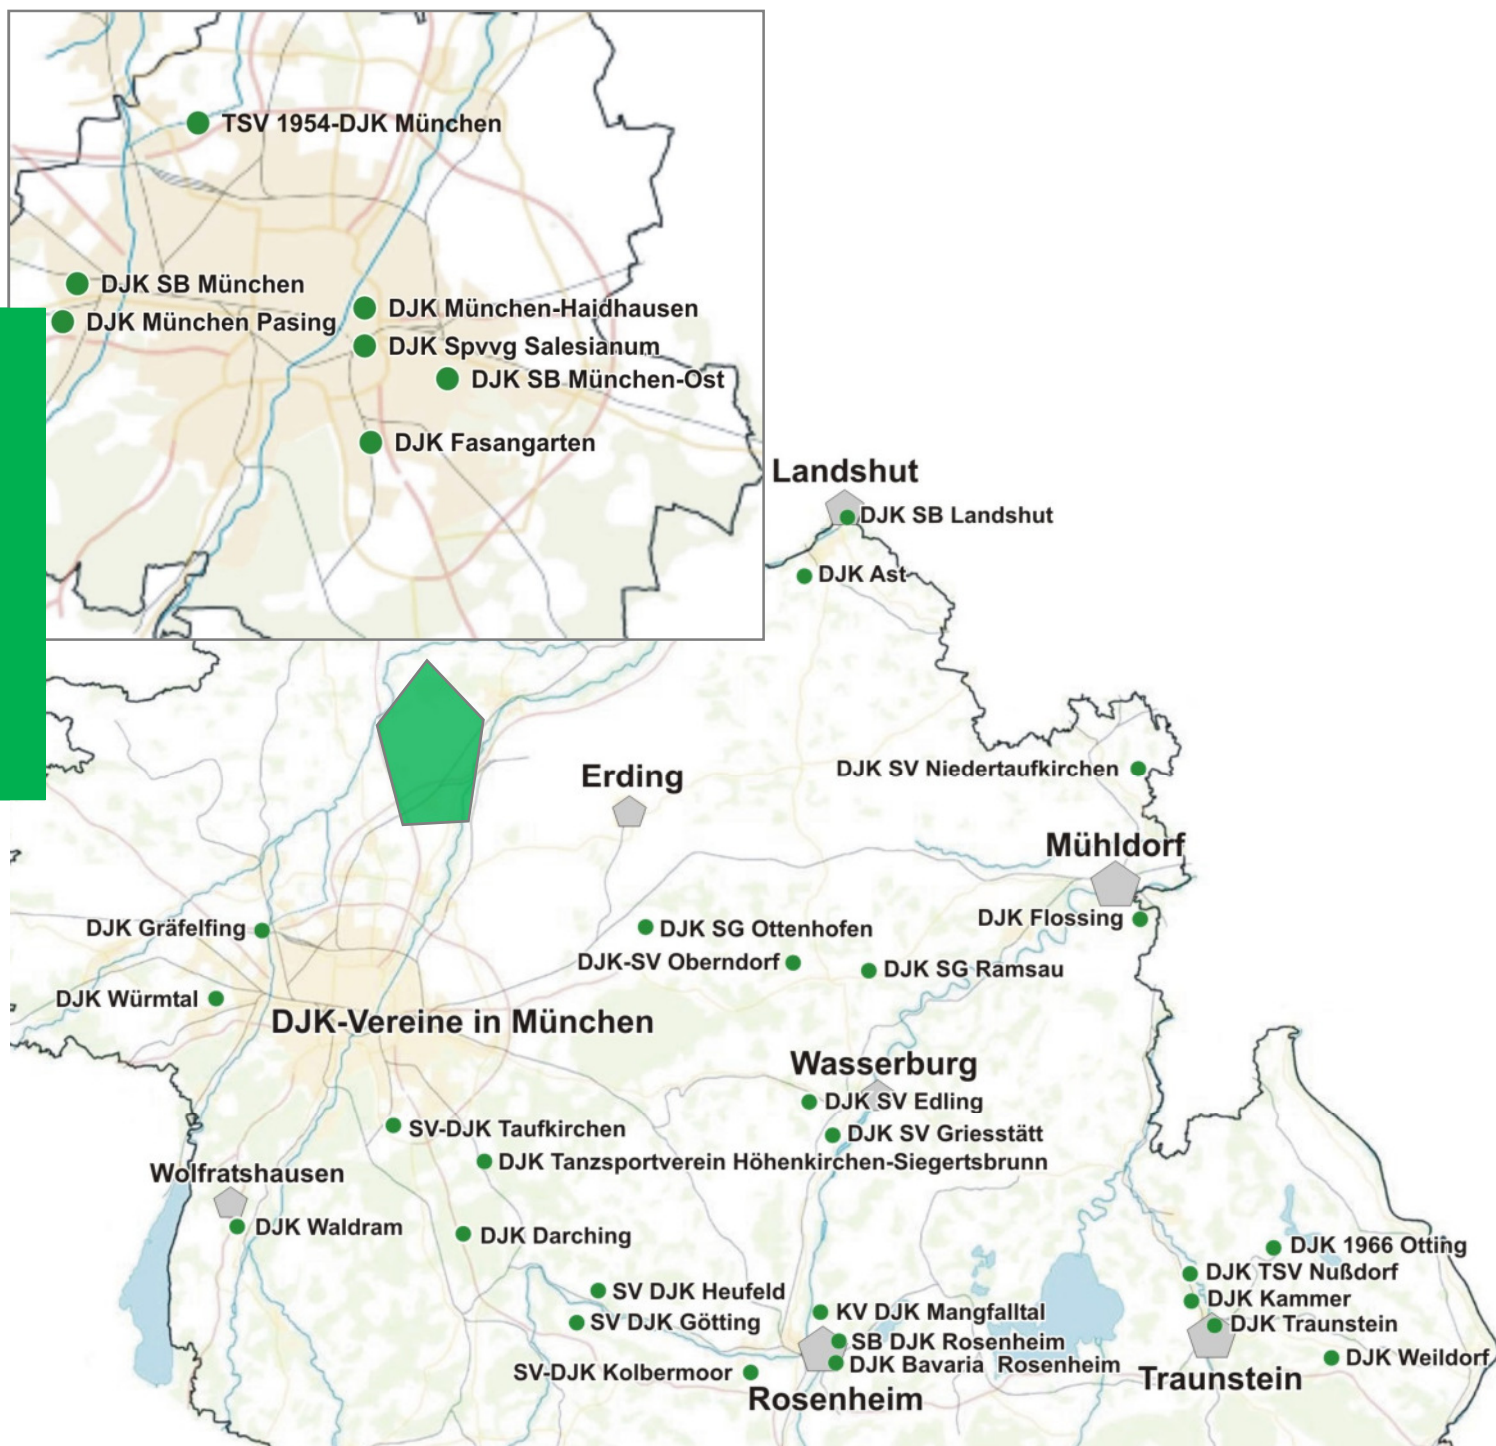 TSV 1954-DJK München
DJK SB München
DJK München-Haidhausen
DJK München Pasing
DJK Spvvg Salesianum
DJK SB München-Ost
DJK Fasangarten
Landshut
DJK SB Landshut
DJK Ast
DJK SV Niedertaufkirchen
Erding
Mühldorf
DJK Flossing
DJK Gräfelfing
DJK SG Ottenhofen
DJK-SV Oberndorf
DJK SG Ramsau
DJK Würmtal
DJK-Vereine in München
Wasserburg
DJK SV Edling
SV-DJK Taufkirchen
DJK SV Griesstätt
DJK Tanzsportverein Höhenkirchen-Siegertsbrunn
Wolfratshausen
DJK Waldram
DJK Darching
DJK 1966 Otting
DJK TSV Nußdorf
SV DJK Heufeld
DJK Kammer
KV DJK Mangfalltal
SV DJK Götting
DJK Traunstein
SB DJK Rosenheim
DJK Weildorf
DJK Bavaria Rosenheim
SV-DJK Kolbermoor
Traunstein
Rosenheim